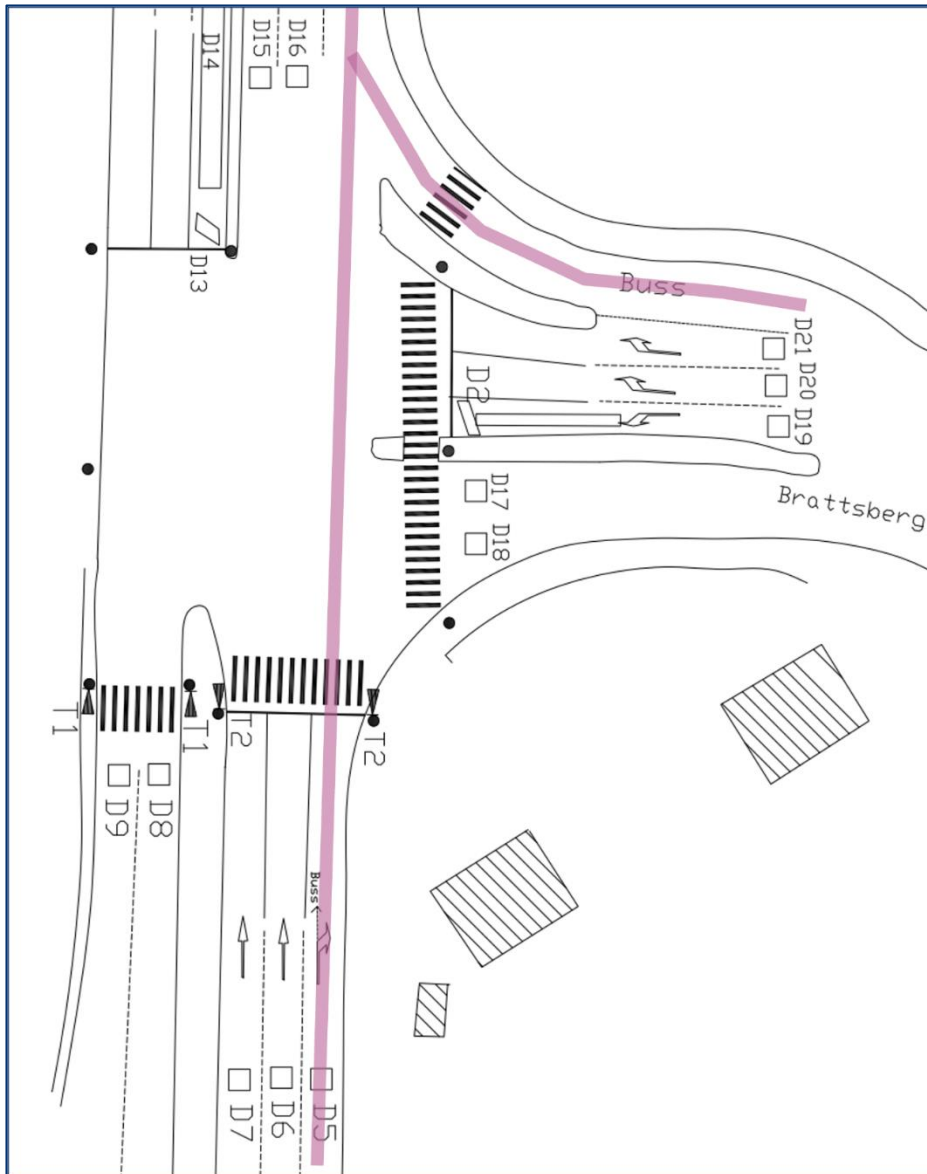 D14
D15
D16
D13
Buss
D21
D20
D19
D2
D17
D18
Brattsberg
T1
T1
T2
T2
D9
D8
Buss
D7
D6
D5